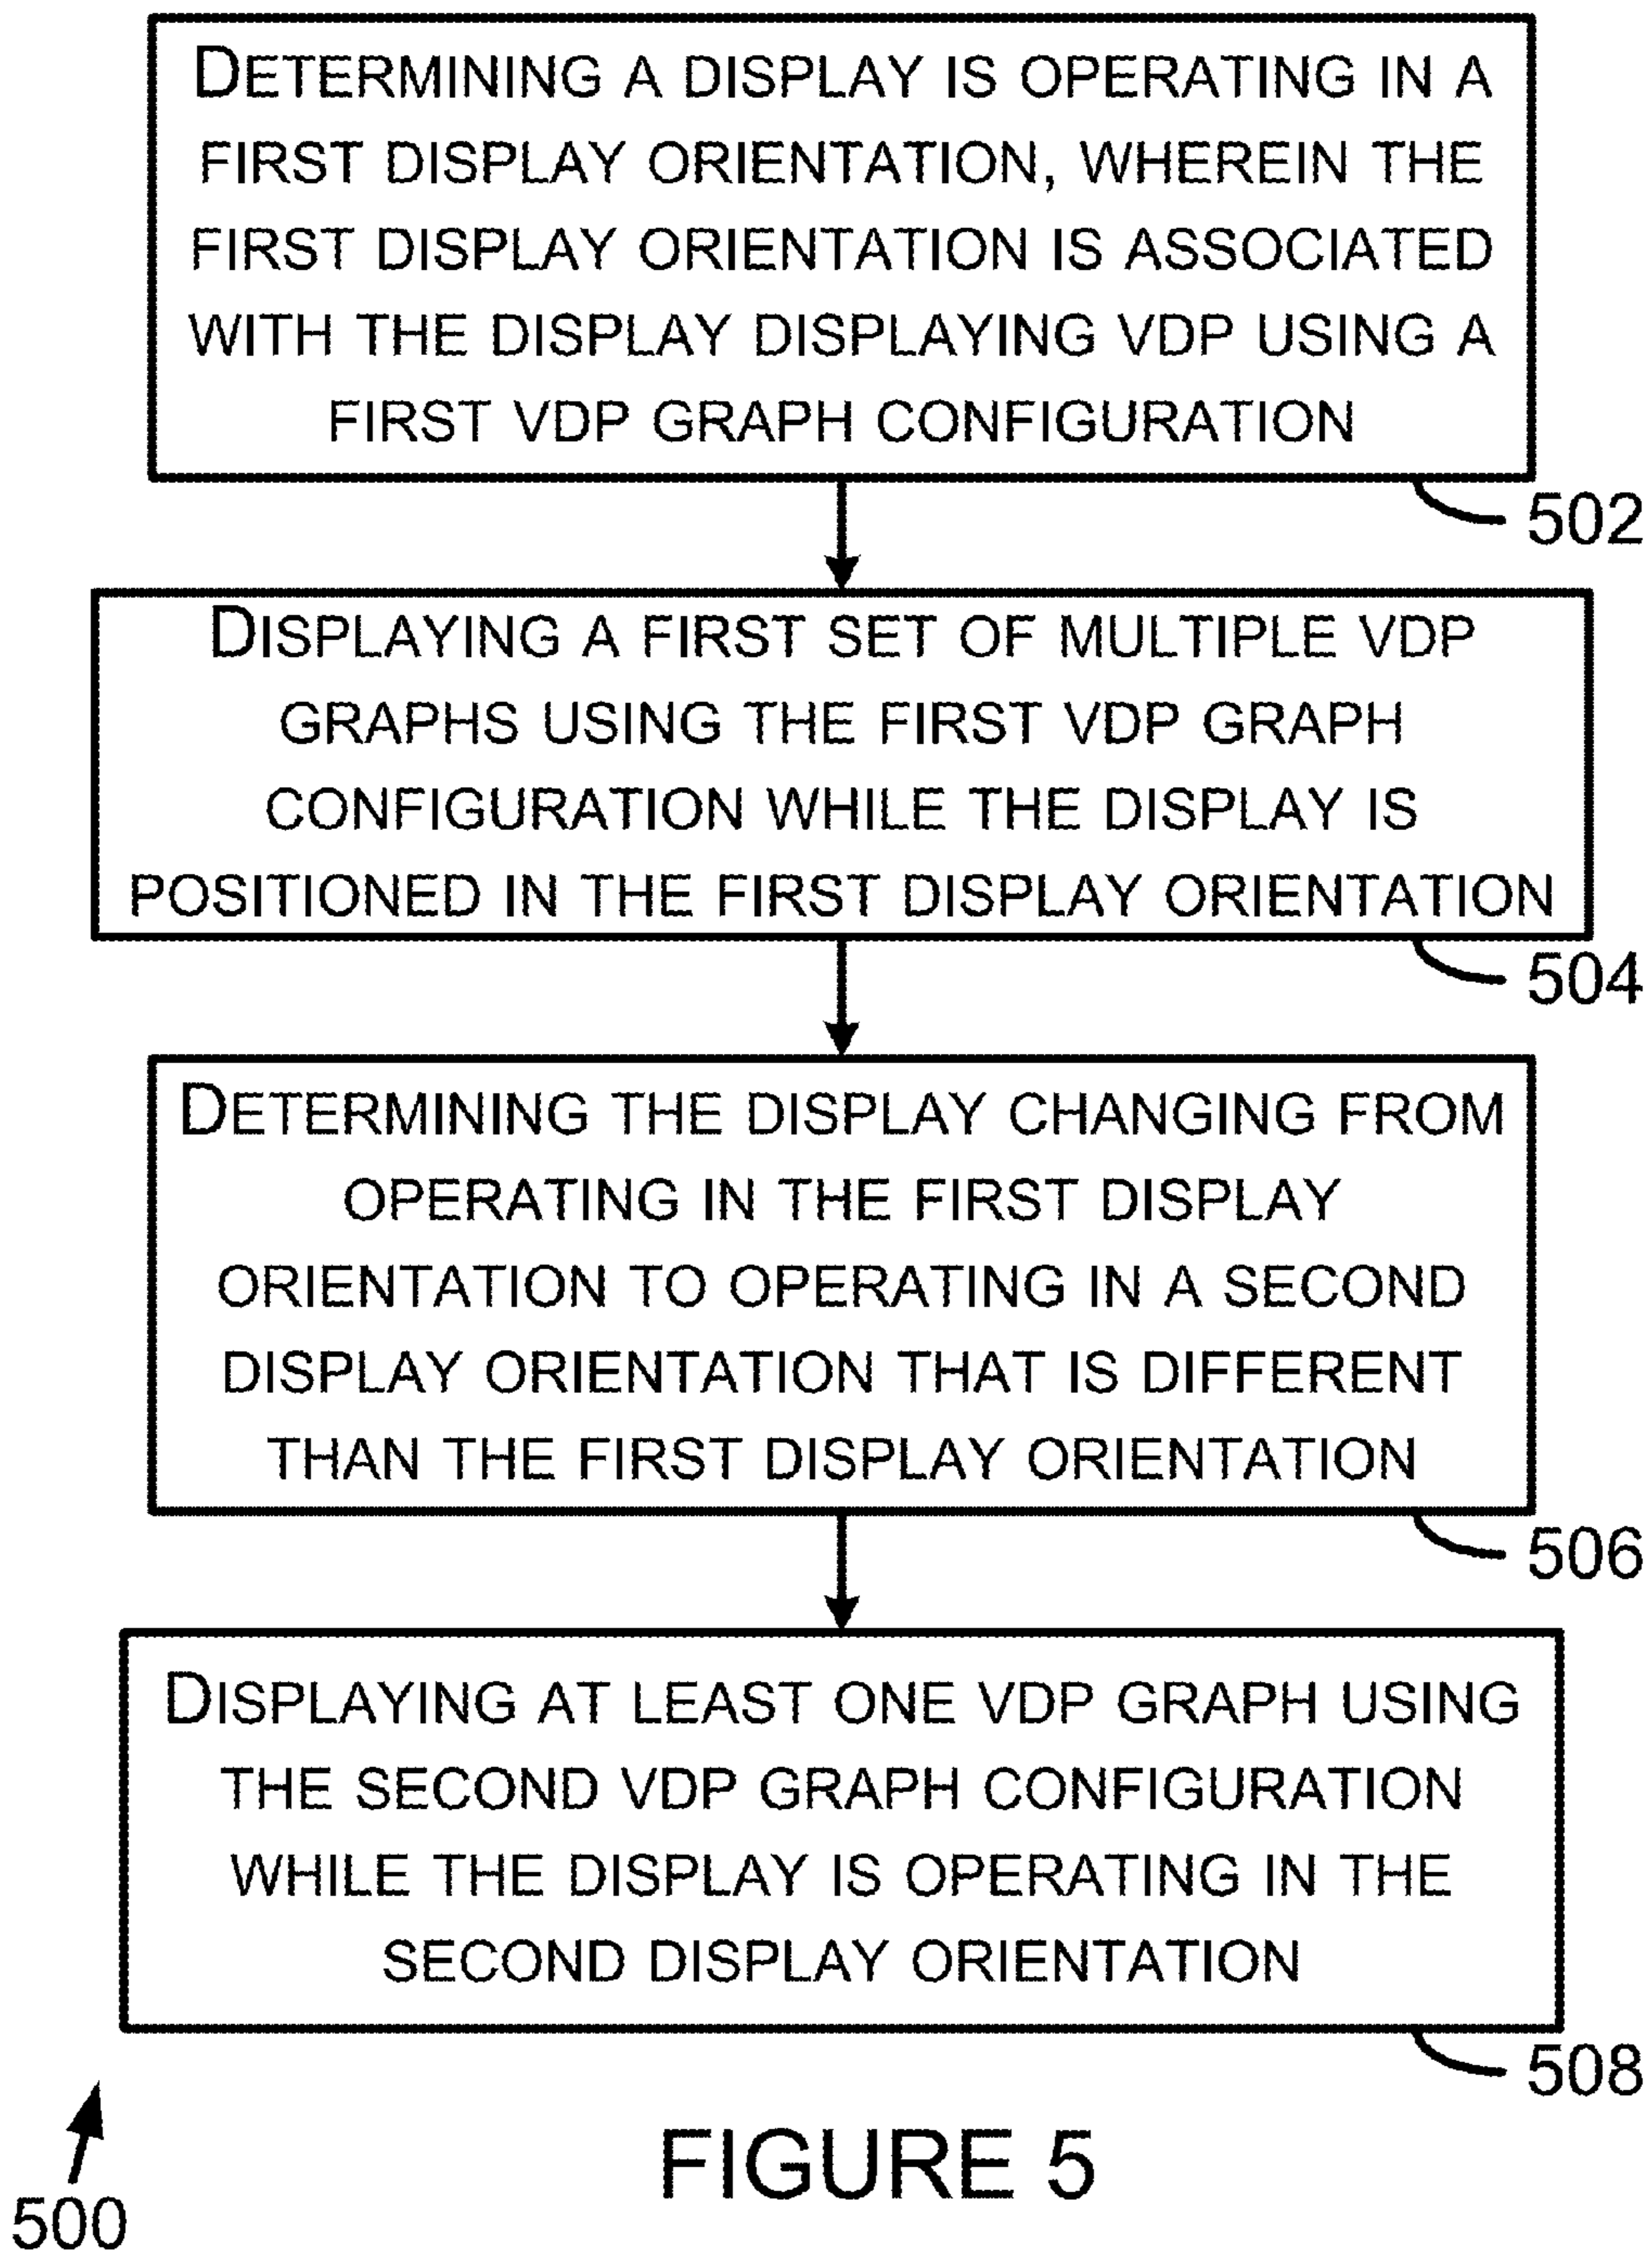 DETERMINING A DISPLAY IS OPERATING IN A
FIRST DISPLAY ORIENTATION, WHEREIN THE
FIRST DISPLAY ORIENTATION IS ASSOCIATED
WITH THE DISPLAY DISPLAYING VDP USING A
FIRST VDP GRAPH CONFIGURATION
502
DISPLAYING A FIRST SET OF MULTIPLE VDP
GRAPHS USING THE FIRST VDP GRAPH
CONFIGURATION WHILE THE DISPLAY IS
POSITIONED IN THE FIRST DISPLAY ORIENTATION
504
DETERMINING THE DISPLAY CHANGING FROM
OPERATING IN THE FIRST DISPLAY
ORIENTATION TO OPERATING IN A SECOND
DISPLAY ORIENTATION THAT IS DIFFERENT
THAN THE FIRST DISPLAY ORIENTATION
506
DISPLAYING AT LEAST ONE VDP GRAPH USING
THE SECOND VDP GRAPH CONFIGURATION
WHILE THE DISPLAY IS OPERATING IN THE
SECOND DISPLAY ORIENTATION
508
500
FIGURE 5